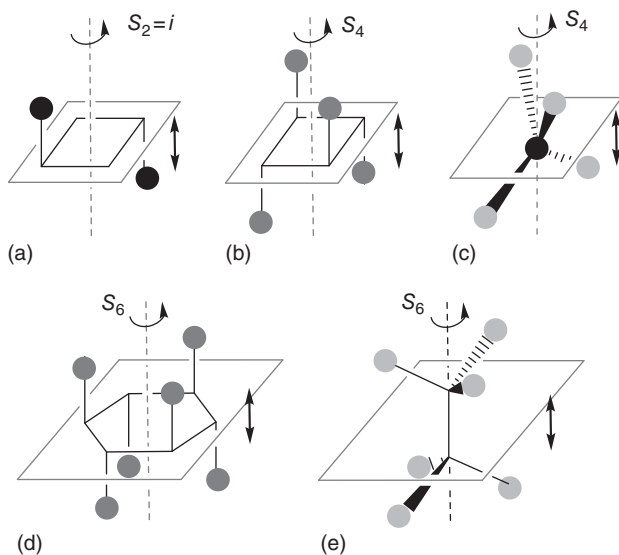 S₂=i
S₄
S₄
(a)
(b)
(c)
S₆
S₆
(d)
(e)